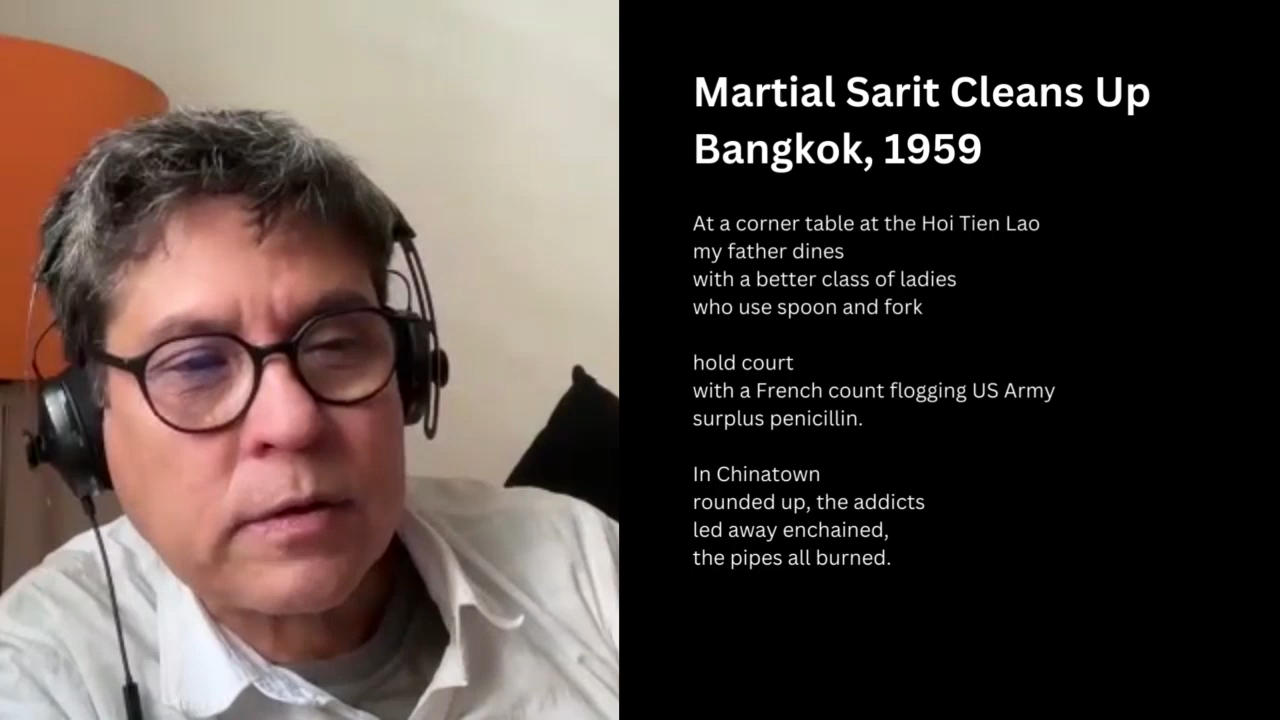 Martial Sarit Cleans Up
Bangkok, 1959
At a corner table at the Hoi Tien Lao
my father dines
with a better class of ladies
who use spoon and fork
hold court
with a French count flogging US Army
surplus penicillin.
In Chinatown
rounded up, the addicts
led away enchained,
the pipes all burned.